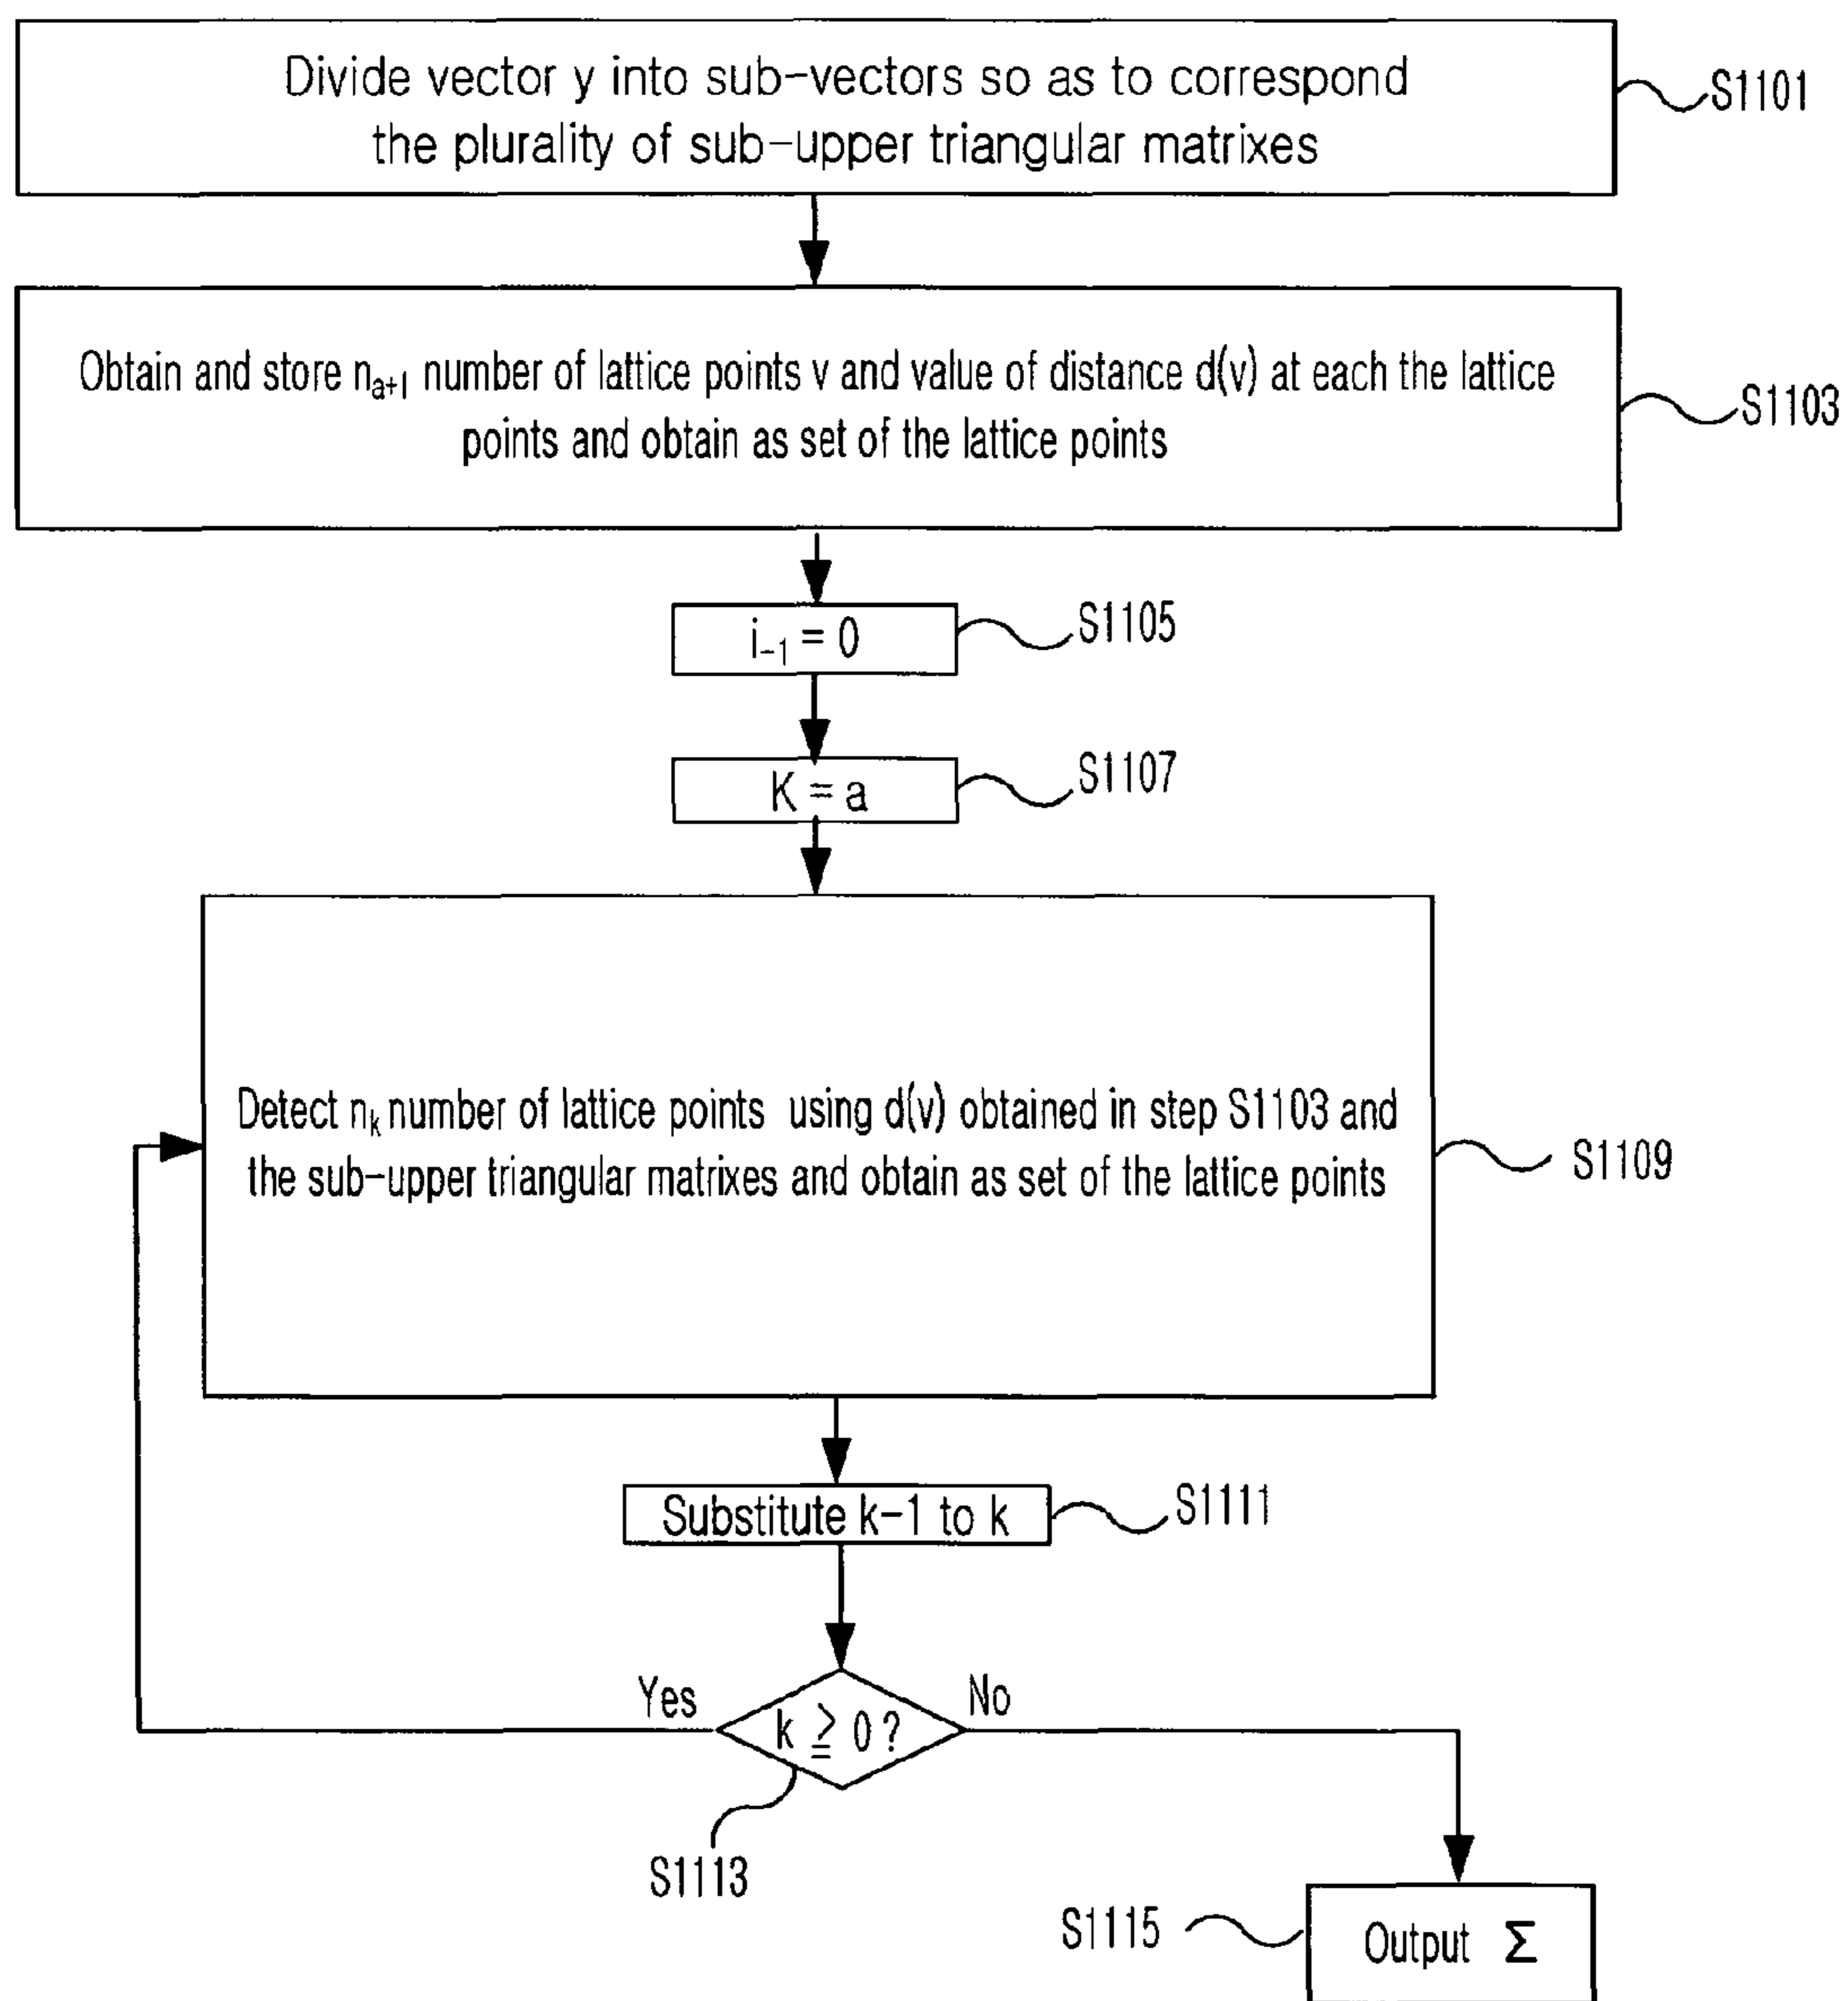 Divide vector y into sub-vectors so as to correspond
the plurality of sub-upper triangular matrixes
S1101
Obtain and store n_{a+1} number of lattice points v and value of distance d(v) at each the lattice
points and obtain as set of the lattice points
S1103
i_{-1} = 0
S1105
K = a
S1107
Detect n_k number of lattice points using d(v) obtained in step S1103 and
the sub-upper triangular matrixes and obtain as set of the lattice points
S1109
Substitute k-1 to k
S1111
Yes
k ≧ 0 ?
No
S1113
S1115
Output Σ